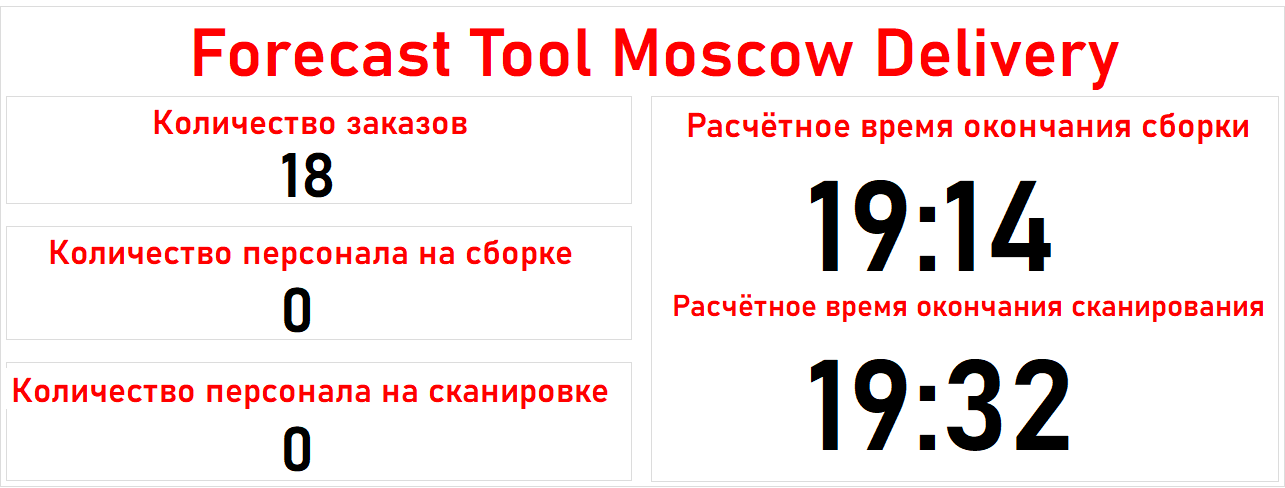 Forecast Tool Moscow Delivery
Количество заказов
18
Количество персонала на сборке
0
Количество персонала на сканировке
0
Расчётное время окончания сборки
19:14
Расчётное время окончания сканирования
19:32